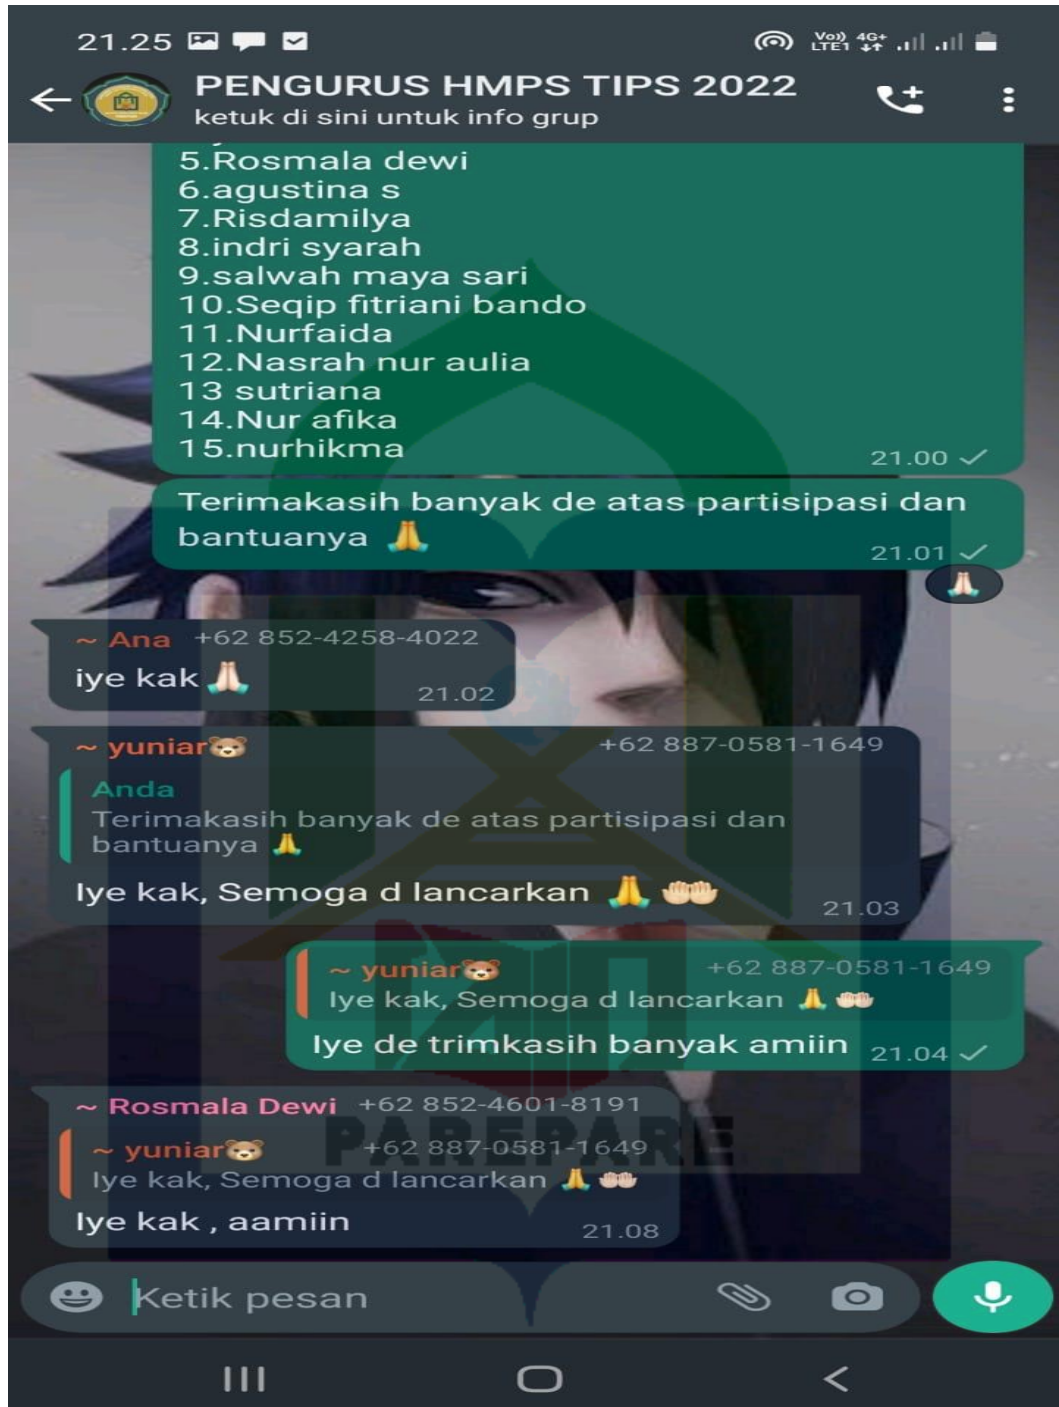 21.25
Vo)) 4G+
LTE1
PENGURUS HMPS TIPS 2022
ketuk di sini untuk info grup
5.Rosmala dewi
6.agustina s
7.Risdamilya
8.indri syarah
9.salwah maya sari
10.Seqip fitriani bando
11.Nurfaida
12.Nasrah nur aulia
13 sutriana
14.Nur afika
15.nurhikma
21.00
Terimakasih banyak de atas partisipasi dan
bantuanya 🙏
21.01
🙏🏻
~ Ana +62 852-4258-4022
iye kak 🙏🏻
21.02
~ yuniar🐻 +62 887-0581-1649
Anda
Terimakasih banyak de atas partisipasi dan
bantuanya 🙏
Iye kak, Semoga d lancarkan 🙏 🤲🏻
21.03
~ yuniar🐻 +62 887-0581-1649
Iye kak, Semoga d lancarkan 🙏 🤲🏻
Iye de trimkasih banyak amiin 21.04
~ Rosmala Dewi +62 852-4601-8191
~ yuniar🐻 +62 887-0581-1649
Iye kak, Semoga d lancarkan 🙏 🤲🏻
Iye kak , aamiin
21.08
PAREPARE
Ketik pesan